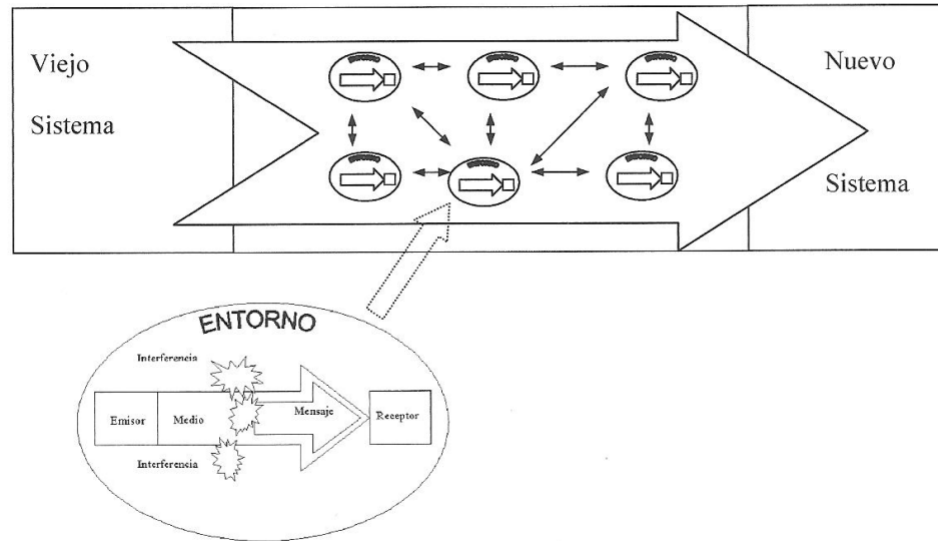 Viejo
Sistema
Nuevo
Sistema
ENTORNO
Interferencia
Emisor
Medio
Mensaje
Receptor
Interferencia